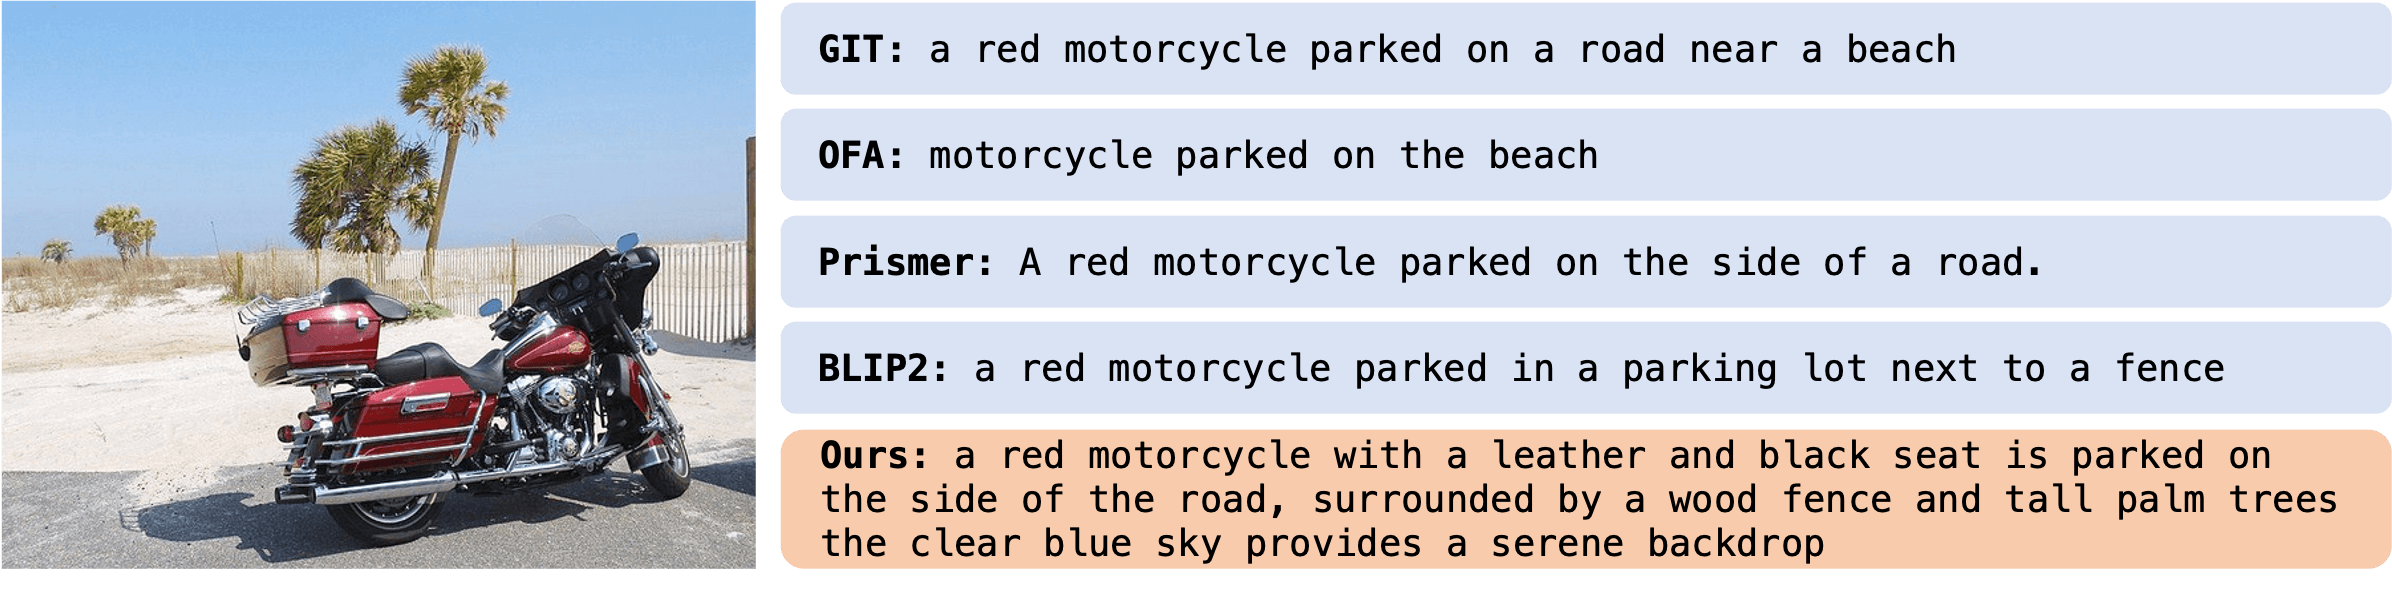 GIT: a red motorcycle parked on a road near a beach
OFA: motorcycle parked on the beach
Prismer: A red motorcycle parked on the side of a road.
BLIP2: a red motorcycle parked in a parking lot next to a fence
Ours: a red motorcycle with a leather and black seat is parked on
the side of the road, surrounded by a wood fence and tall palm trees
the clear blue sky provides a serene backdrop